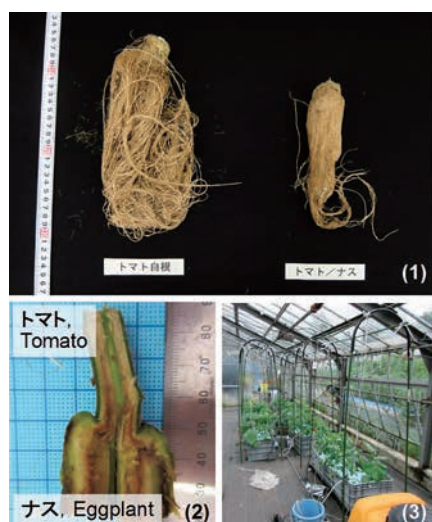 トマト自根
トマト/ナス
(1)
トマト,
Tomato
ナス, Eggplant
(2)
(3)